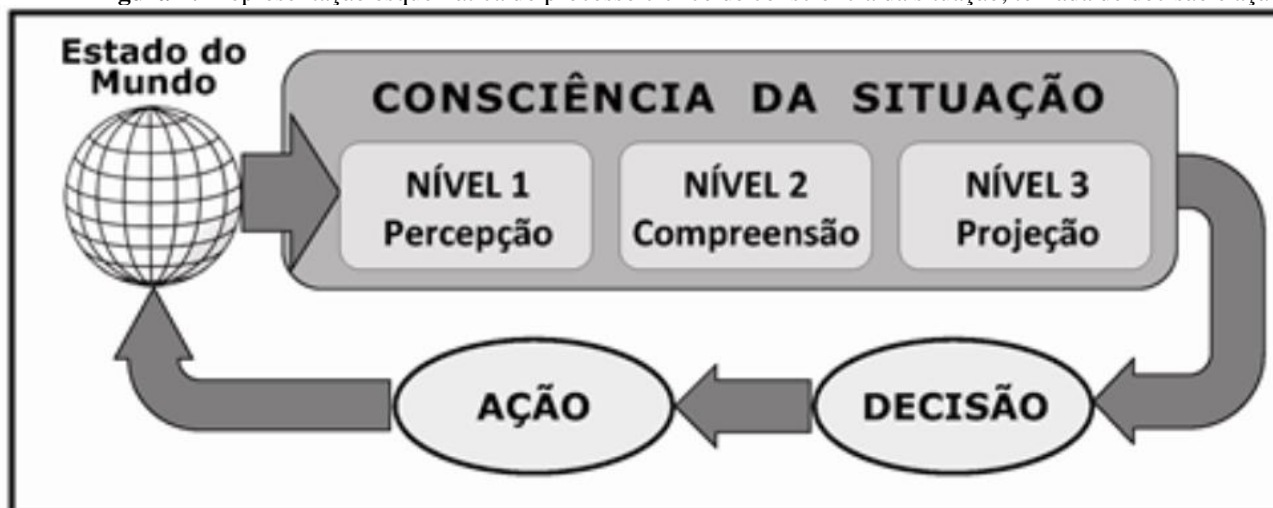 Estado do
Mundo
CONSCIÊNCIA DA SITUAÇÃO
NÍVEL 1
Percepção
NÍVEL 2
Compreensão
NÍVEL 3
Projeção
AÇÃO
DECISÃO